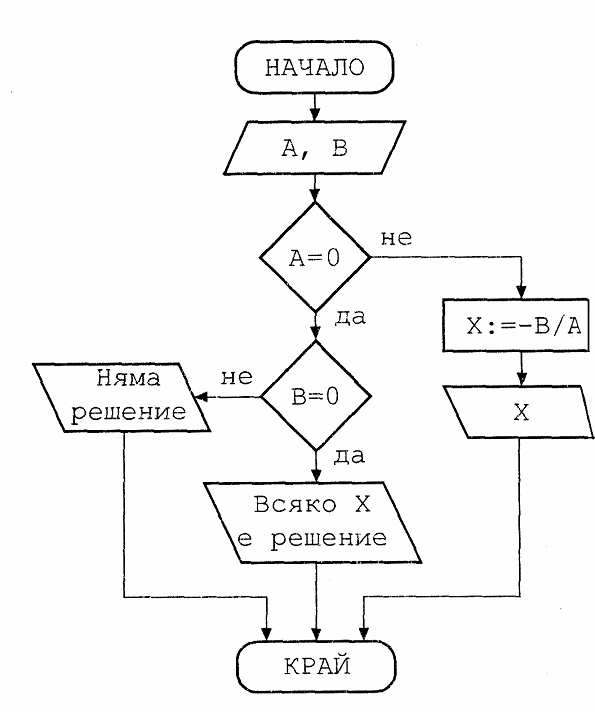 НАЧАЛО
A, B
A=0
не
да
X:=-B/A
Няма
решение
не
B=0
X
да
Всяко X
е решение
КРАЙ